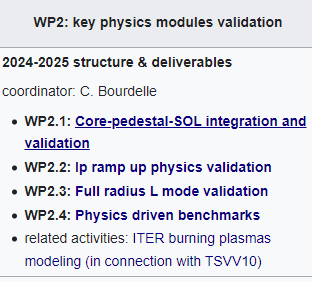 WP2: key physics modules validation
2024-2025 structure & deliverables
coordinator: C. Bourdelle
• WP2.1: Core-pedestal-SOL integration and
validation
• WP2.2: Ip ramp up physics validation
• WP2.3: Full radius L mode validation
• WP2.4: Physics driven benchmarks
• related activities: ITER burning plasmas
modeling (in connection with TSVV10)